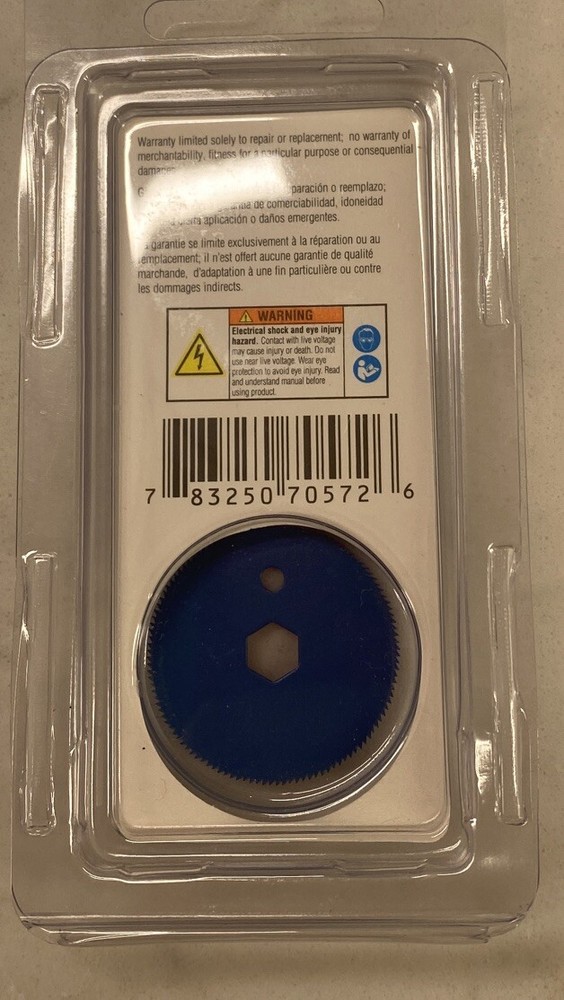 Warranty limited solely to repair or replacement; no warranty of
merchantability, fitness for a particular purpose or consequential
paración o reemplazo;
de comerciabilidad, idoneidad
aplicación o daños emergentes.
garantie se limite exclusivement à la réparation ou au
remplacement; il n'est offert aucune garantie de qualité
marchande, d'adaptation à une fin particulière ou contre
les dommages indirects.
WARNING
Electrical shock and eye injury
hazard. Contact with live voltage
may cause injury or death. Do not
use near live voltage. Wear eye
protection to avoid eye injury. Read
and understand manual before
using product.
7 83250 70572 6